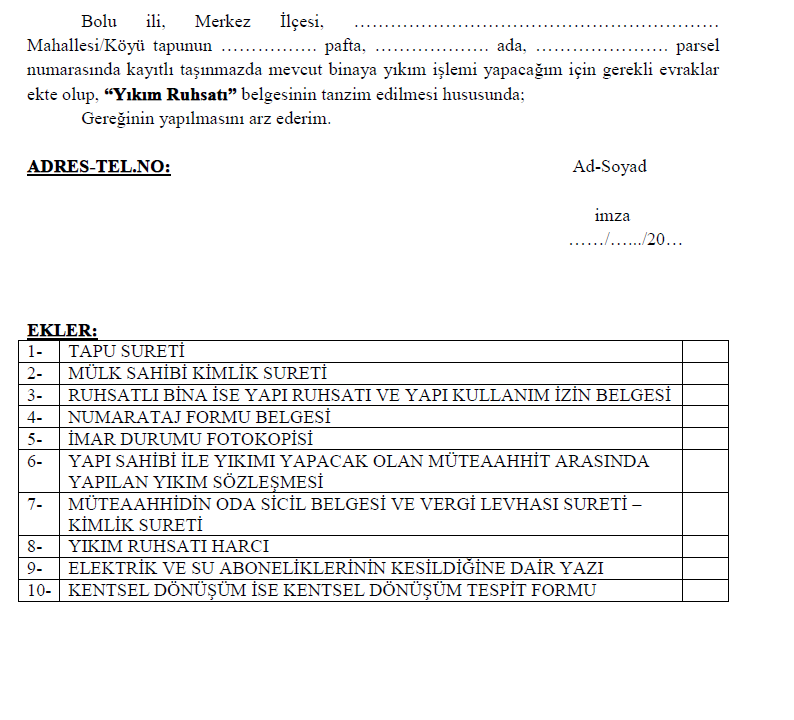 Bolu ili, Merkez İlçesi, ……………………………………………………
Mahallesi/Köyü tapunun ……………. pafta, ………………. ada, …………………. parsel
numarasında kayıtlı taşınmazda mevcut binaya yıkım işlemi yapacağım için gerekli evraklar
ekte olup, “Yıkım Ruhsatı” belgesinin tanzim edilmesi hususunda;
Gereğinin yapılmasını arz ederim.
ADRES-TEL.NO: Ad-Soyad
imza
……/…../20…
EKLER:
1- TAPU SURETİ
2- MÜLK SAHİBİ KİMLİK SURETİ
3- RUHSATLI BİNA İSE YAPI RUHSATI VE YAPI KULLANIM İZİN BELGESİ
4- NUMARATAJ FORMU BELGESİ
5- İMAR DURUMU FOTOKOPİSİ
6- YAPI SAHİBİ İLE YIKIMI YAPACAK OLAN MÜTEAAHHİT ARASINDA
YAPILAN YIKIM SÖZLEŞMESİ
7- MÜTEAAHHİDİN ODA SİCİL BELGESİ VE VERGİ LEVHASI SURETİ –
KİMLİK SURETİ
8- YIKIM RUHSATI HARCI
9- ELEKTRİK VE SU ABONELİKLERİNİN KESİLDİĞİNE DAİR YAZI
10- KENTSEL DÖNÜŞÜM İSE KENTSEL DÖNÜŞÜM TESPİT FORMU